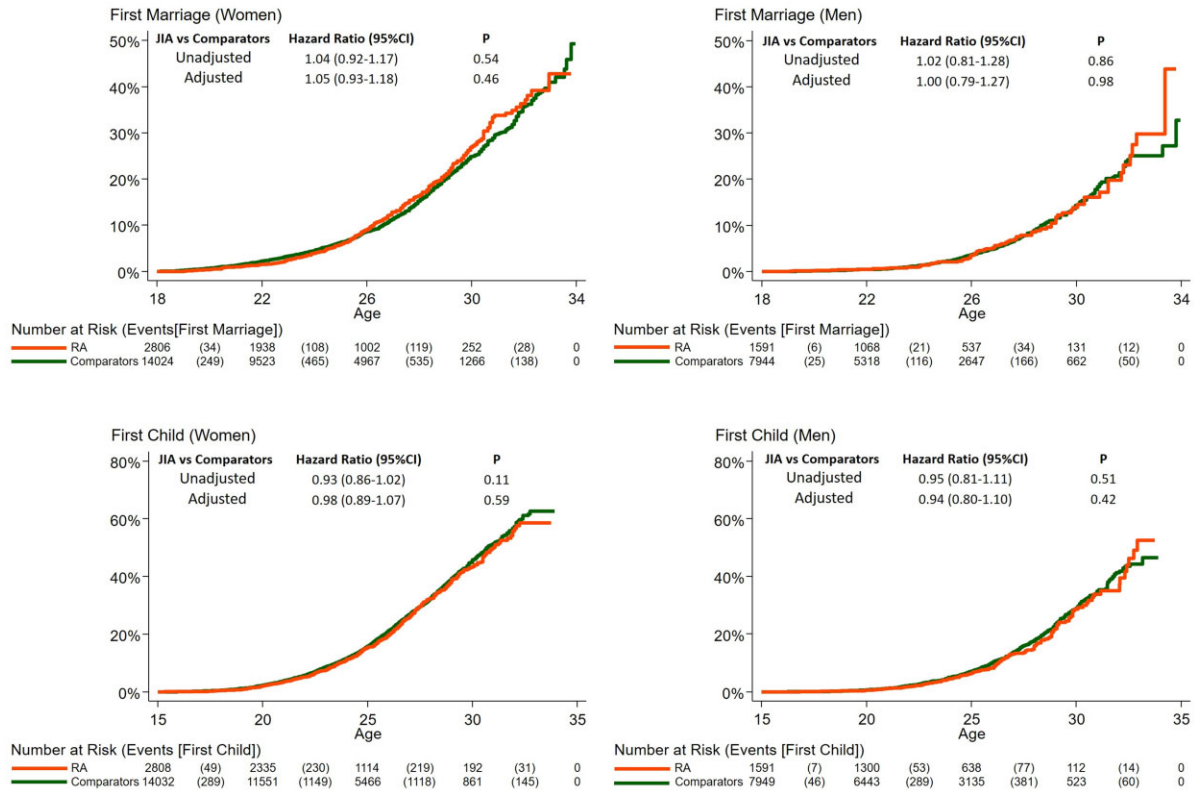 First Marriage (Women)
JIA vs Comparators Hazard Ratio (95%CI) P
Unadjusted 1.04 (0.92-1.17) 0.54
Adjusted 1.05 (0.93-1.18) 0.46
50%
40%
30%
20%
10%
0%
18 22 26 30 34
Age
Number at Risk (Events[First Marriage])
RA 2806 (34) 1938 (108) 1002 (119) 252 (28) 0
Comparators 14024 (249) 9523 (465) 4967 (535) 1266 (138) 0
First Marriage (Men)
JIA vs Comparators Hazard Ratio (95%CI) P
Unadjusted 1.02 (0.81-1.28) 0.86
Adjusted 1.00 (0.79-1.27) 0.98
50%
40%
30%
20%
10%
0%
18 22 26 30 34
Age
Number at Risk (Events [First Marriage])
RA 1591 (6) 1068 (21) 537 (34) 131 (12) 0
Comparators 7944 (25) 5318 (116) 2647 (166) 662 (50) 0
First Child (Women)
JIA vs Comparators Hazard Ratio (95%CI) P
Unadjusted 0.93 (0.86-1.02) 0.11
Adjusted 0.98 (0.89-1.07) 0.59
80%
60%
40%
20%
0%
15 20 25 30 35
Age
Number at Risk (Events [First Child])
RA 2808 (49) 2335 (230) 1114 (219) 192 (31) 0
Comparators 14032 (289) 11551 (1149) 5466 (1118) 861 (145) 0
First Child (Men)
JIA vs Comparators Hazard Ratio (95%CI) P
Unadjusted 0.95 (0.81-1.11) 0.51
Adjusted 0.94 (0.80-1.10) 0.42
80%
60%
40%
20%
0%
15 20 25 30 35
Age
Number at Risk (Events [First Child])
RA 1591 (7) 1300 (53) 638 (77) 112 (14) 0
Comparators 7949 (46) 6443 (289) 3135 (381) 523 (60) 0